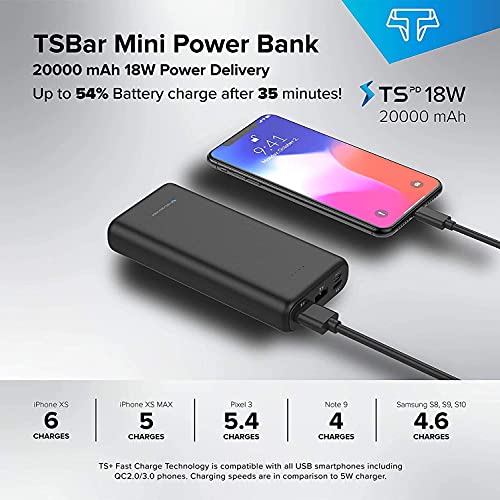 TSBar Mini Power Bank
20000 mAh 18W Power Delivery
Up to 54% Battery charge after 35 minutes!
TS PD 18W
20000 mAh
iPhone XS
6
CHARGES
iPhone XS MAX
5
CHARGES
Pixel 3
5.4
CHARGES
Note 9
4
CHARGES
Samsung S8, S9, S10
4.6
CHARGES
TS+ Fast Charge Technology is compatible with all USB smartphones including
QC2.0/3.0 phones. Charging speeds are in comparison to 5W charger.